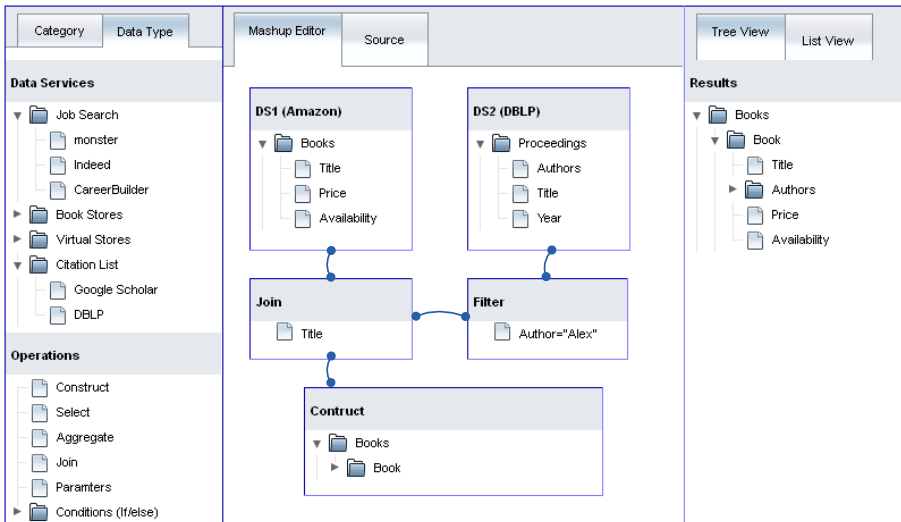 Category
Data Type
Data Services
Job Search
monster
Indeed
CareerBuilder
Book Stores
Virtual Stores
Citation List
Google Scholar
DBLP
Operations
Construct
Select
Aggregate
Join
Paramters
Conditions (If/else)
Mashup Editor
Source
DS1 (Amazon)
Books
Title
Price
Availability
DS2 (DBLP)
Proceedings
Authors
Title
Year
Join
Title
Filter
Author="Alex"
Contruct
Books
Book
Tree View
List View
Results
Books
Book
Title
Authors
Price
Availability